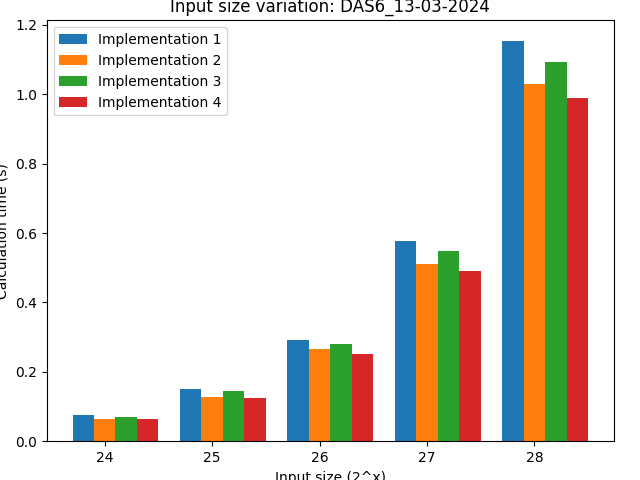 Input size variation: DAS6_13-03-2024
Implementation 1
Implementation 2
Implementation 3
Implementation 4
1.2
1.0
0.8
0.6
0.4
0.2
0.0
Calculation time (s)
24 25 26 27 28
Input size (2^x)